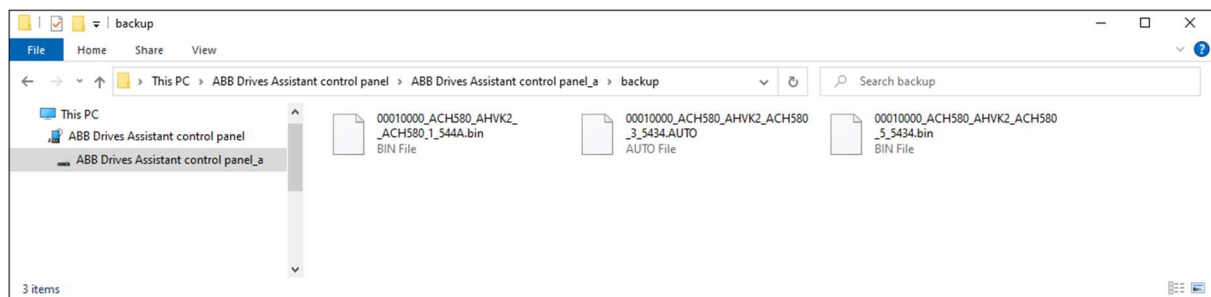 backup
File Home Share View
This PC > ABB Drives Assistant control panel > ABB Drives Assistant control panel_a > backup
Search backup
This PC
ABB Drives Assistant control panel
ABB Drives Assistant control panel_a
00010000_ACH580_AHVK2_
_ACH580_1_544A.bin
BIN File
00010000_ACH580_AHVK2_ACH580
_3_5434.AUTO
AUTO File
00010000_ACH580_AHVK2_ACH580
_5_5434.bin
BIN File
3 items